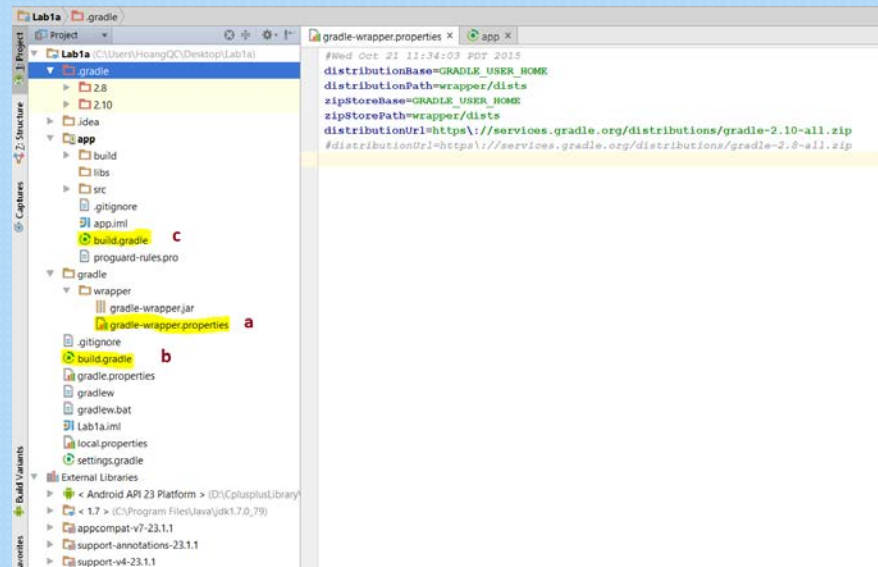 Lab1a .gradle
Project
gradle-wrapper.properties × app ×
1: Project
Z: Structure
Captures
Build Variants
Favorites
Lab1a (C:\Users\HoangQC\Desktop\Lab1a)
.gradle
2.8
2.10
.idea
app
build
libs
src
.gitignore
app.iml
build.gradle c
proguard-rules.pro
gradle
wrapper
gradle-wrapper.jar
gradle-wrapper.properties a
.gitignore
build.gradle b
gradle.properties
gradlew
gradlew.bat
Lab1a.iml
local.properties
settings.gradle
External Libraries
< Android API 23 Platform > (D:\CplusplusLibrary\
< 1.7 > (C:\Program Files\Java\jdk1.7.0_79)
appcompat-v7-23.1.1
support-annotations-23.1.1
support-v4-23.1.1
#Wed Oct 21 11:34:03 PDT 2015
distributionBase=GRADLE_USER_HOME
distributionPath=wrapper/dists
zipStoreBase=GRADLE_USER_HOME
zipStorePath=wrapper/dists
distributionUrl=https\://services.gradle.org/distributions/gradle-2.10-all.zip
#distributionUrl=https\://services.gradle.org/distributions/gradle-2.8-all.zip